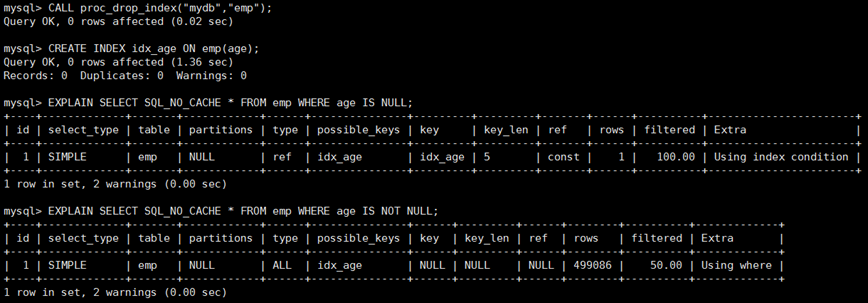 mysql> CALL proc_drop_index("mydb","emp");
Query OK, 0 rows affected (0.02 sec)
mysql> CREATE INDEX idx_age ON emp(age);
Query OK, 0 rows affected (1.36 sec)
Records: 0  Duplicates: 0  Warnings: 0
mysql> EXPLAIN SELECT SQL_NO_CACHE * FROM emp WHERE age IS NULL;
+----+-------------+-------+------------+------+---------------+---------+---------+-------+------+----------+-----------------------+
| id | select_type | table | partitions | type | possible_keys | key     | key_len | ref   | rows | filtered | Extra                 |
+----+-------------+-------+------------+------+---------------+---------+---------+-------+------+----------+-----------------------+
|  1 | SIMPLE      | emp   | NULL       | ref  | idx_age       | idx_age | 5       | const |    1 |   100.00 | Using index condition |
+----+-------------+-------+------------+------+---------------+---------+---------+-------+------+----------+-----------------------+
1 row in set, 2 warnings (0.00 sec)
mysql> EXPLAIN SELECT SQL_NO_CACHE * FROM emp WHERE age IS NOT NULL;
+----+-------------+-------+------------+------+---------------+------+---------+------+--------+----------+-------------+
| id | select_type | table | partitions | type | possible_keys | key  | key_len | ref  | rows   | filtered | Extra       |
+----+-------------+-------+------------+------+---------------+------+---------+------+--------+----------+-------------+
|  1 | SIMPLE      | emp   | NULL       | ALL  | idx_age       | NULL | NULL    | NULL | 499086 |    50.00 | Using where |
+----+-------------+-------+------------+------+---------------+------+---------+------+--------+----------+-------------+
1 row in set, 2 warnings (0.00 sec)